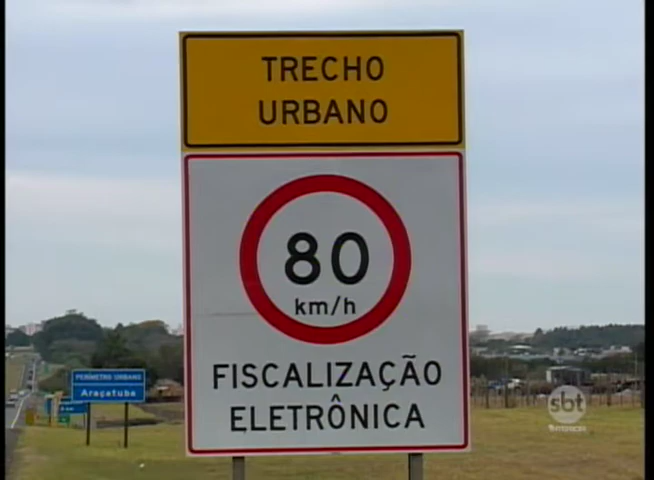 TRECHO
URBANO
80
km/h
FISCALIZAÇÃO
ELETRÔNICA
PERÍMETRO URBANO
Araçatuba
sbt